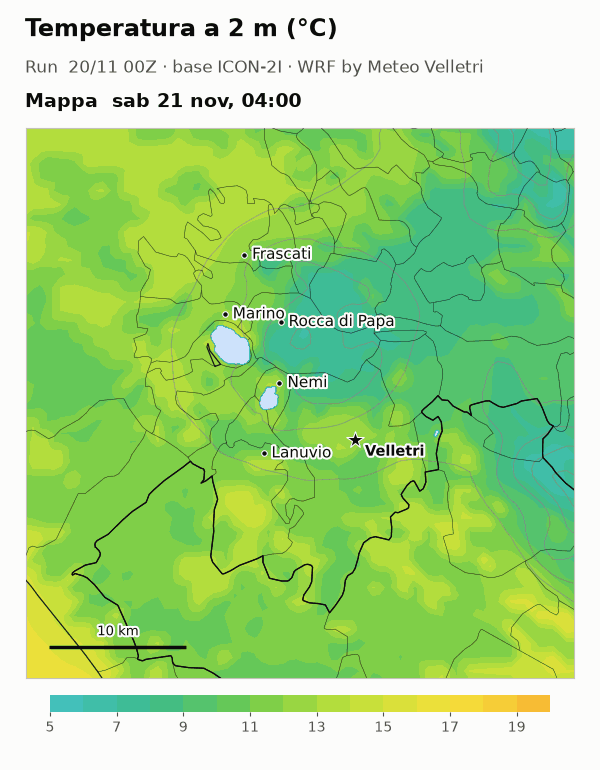 Temperatura a 2 m (°C)
Run  20/11 00Z · base ICON-2I · WRF by Meteo Velletri
Mappa  sab 21 nov, 04:00
Frascati
Marino
Rocca di Papa
Nemi
Velletri
Lanuvio
10 km
5 7 9 11 13 15 17 19